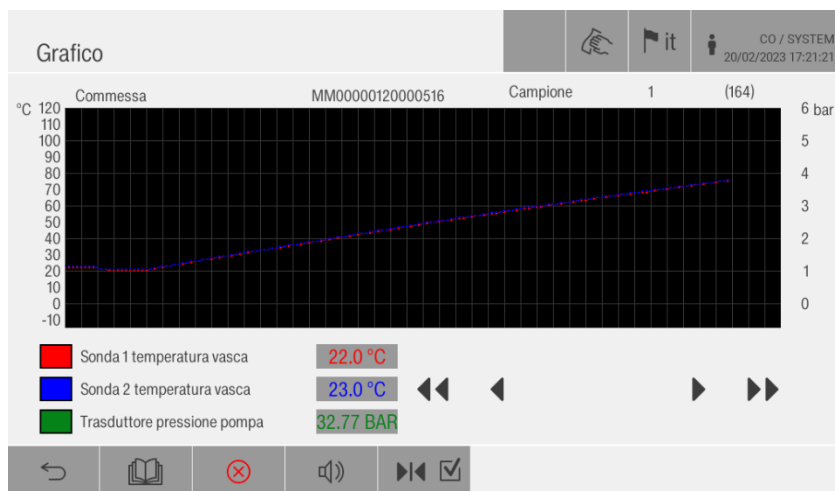 Grafico
it
CO / SYSTEM
20/02/2023 17:21:21
Commessa MM00000120000516 Campione 1 (164)
°C 120 6 bar
110
100 5
90
80 4
70
60 3
50
40 2
30
20 1
10
0 0
-10
Sonda 1 temperatura vasca 22.0 °C
Sonda 2 temperatura vasca 23.0 °C
Trasduttore pressione pompa 32.77 BAR